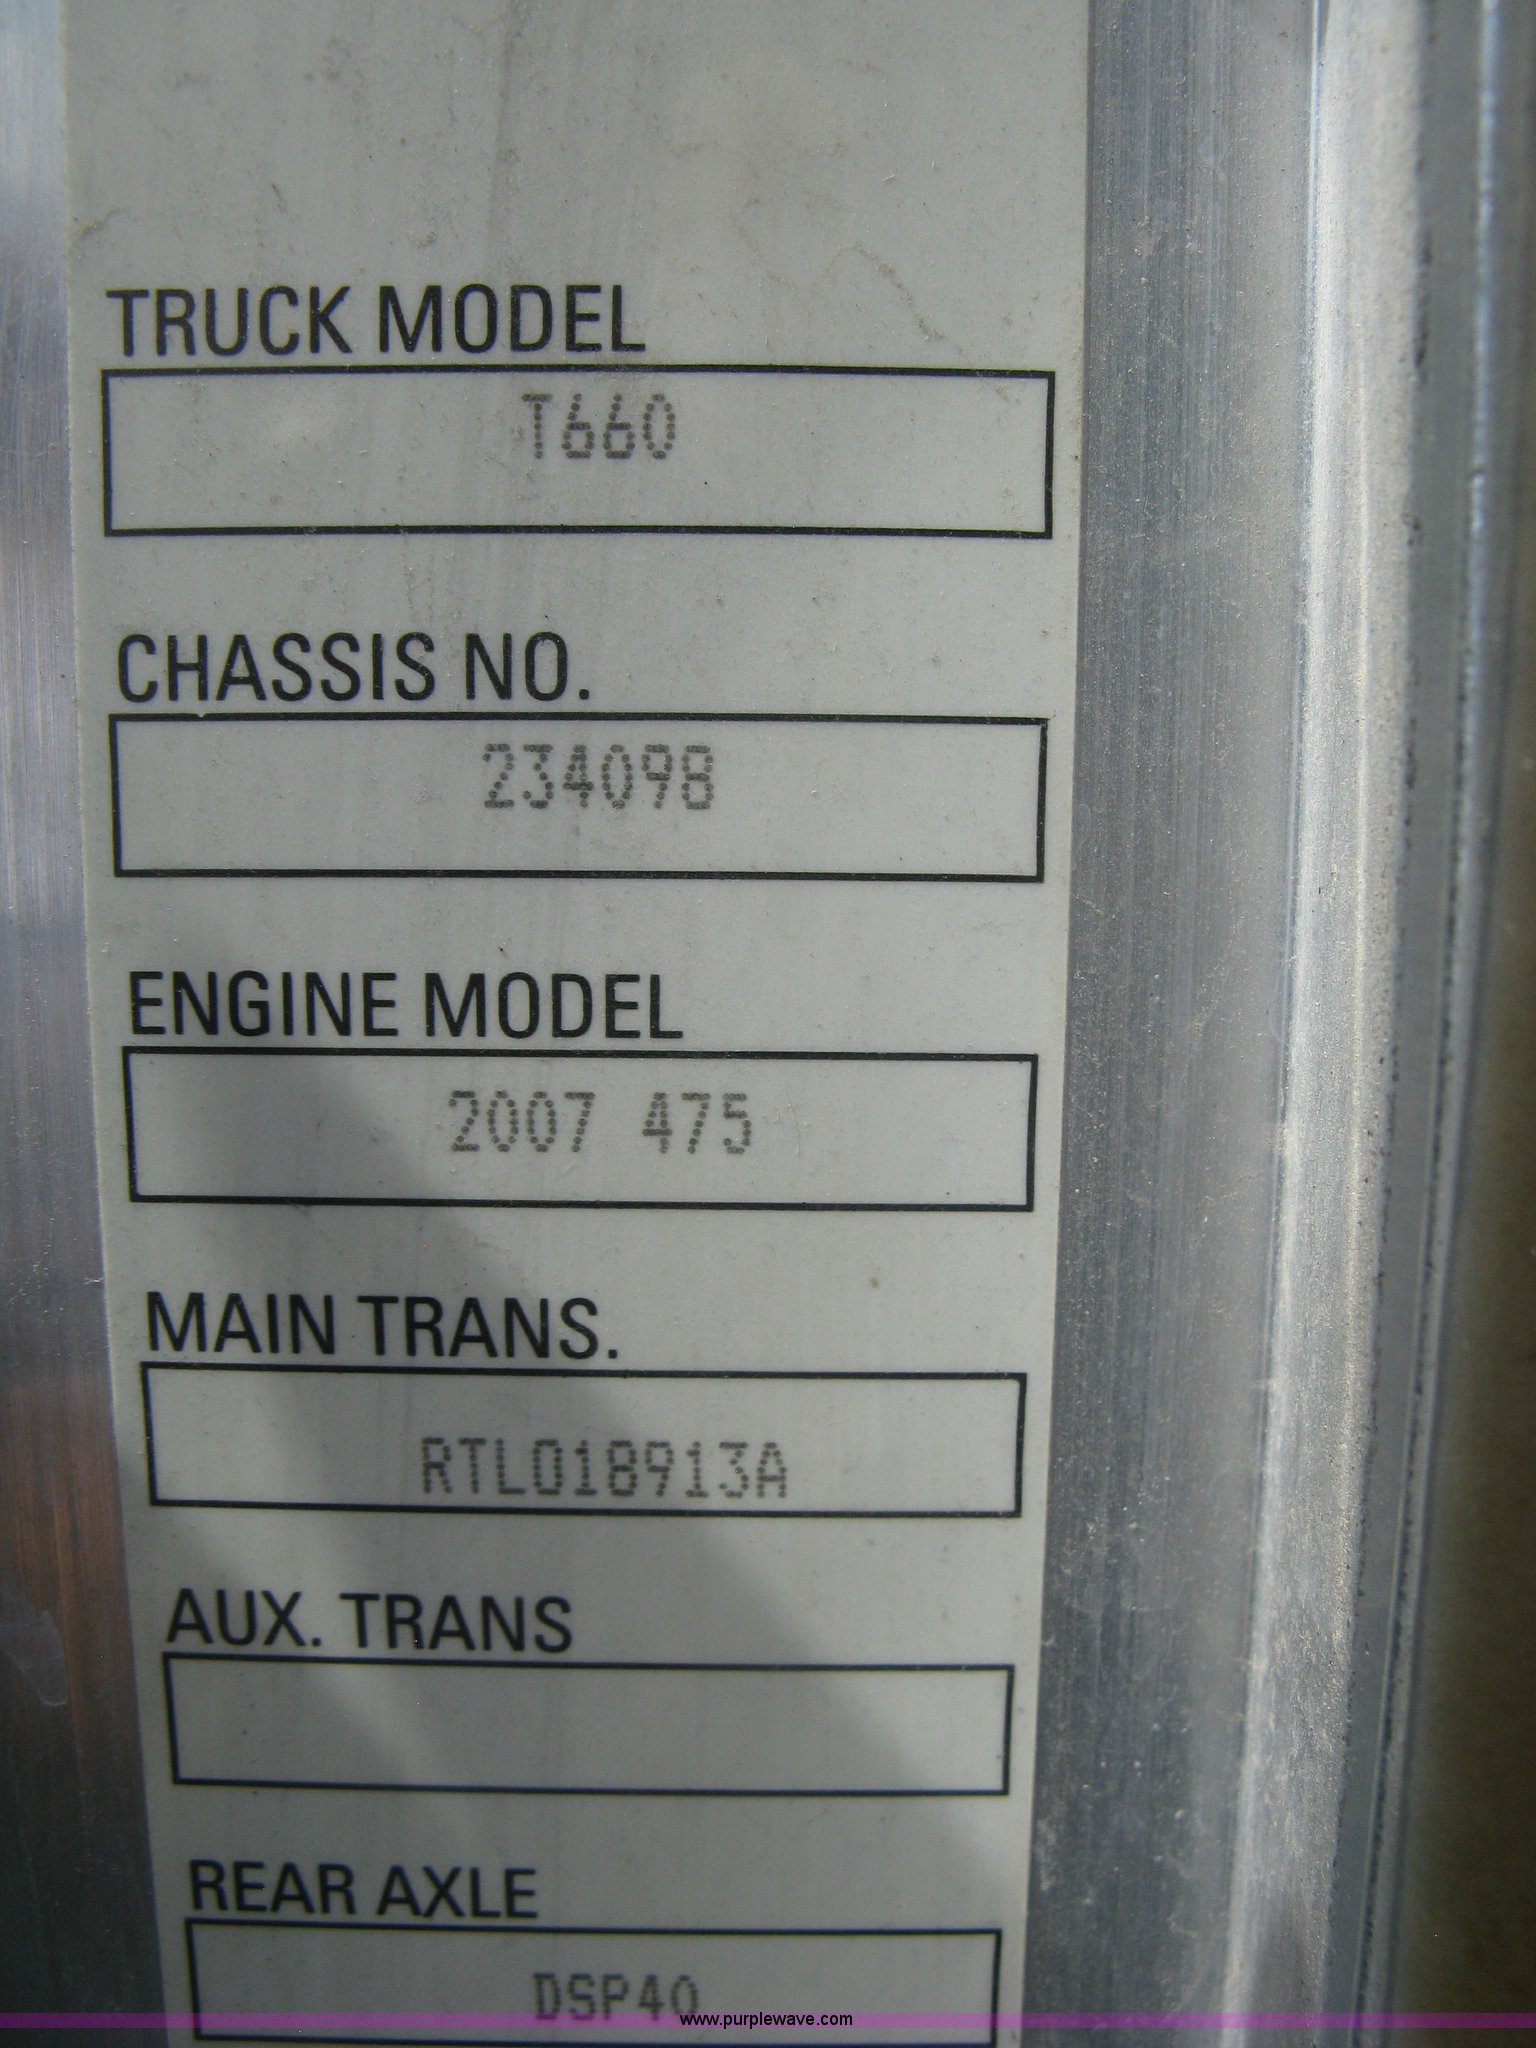 TRUCK MODEL
T660
CHASSIS NO.
234098
ENGINE MODEL
2007 475
MAIN TRANS.
RTLO18913A
AUX. TRANS
REAR AXLE
DSP40
www.purplewave.com